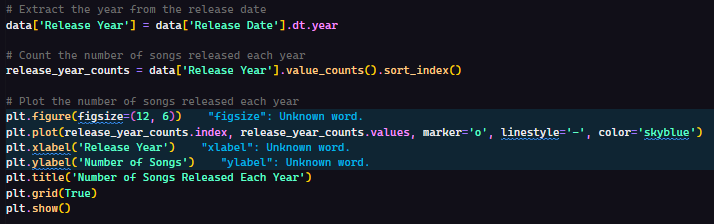 # Extract the year from the release date
data['Release Year'] = data['Release Date'].dt.year
# Count the number of songs released each year
release_year_counts = data['Release Year'].value_counts().sort_index()
# Plot the number of songs released each year
plt.figure(figsize=(12, 6))    "figsize": Unknown word.
plt.plot(release_year_counts.index, release_year_counts.values, marker='o', linestyle='-', color='skyblue')
plt.xlabel('Release Year')    "xlabel": Unknown word.
plt.ylabel('Number of Songs')    "ylabel": Unknown word.
plt.title('Number of Songs Released Each Year')
plt.grid(True)
plt.show()